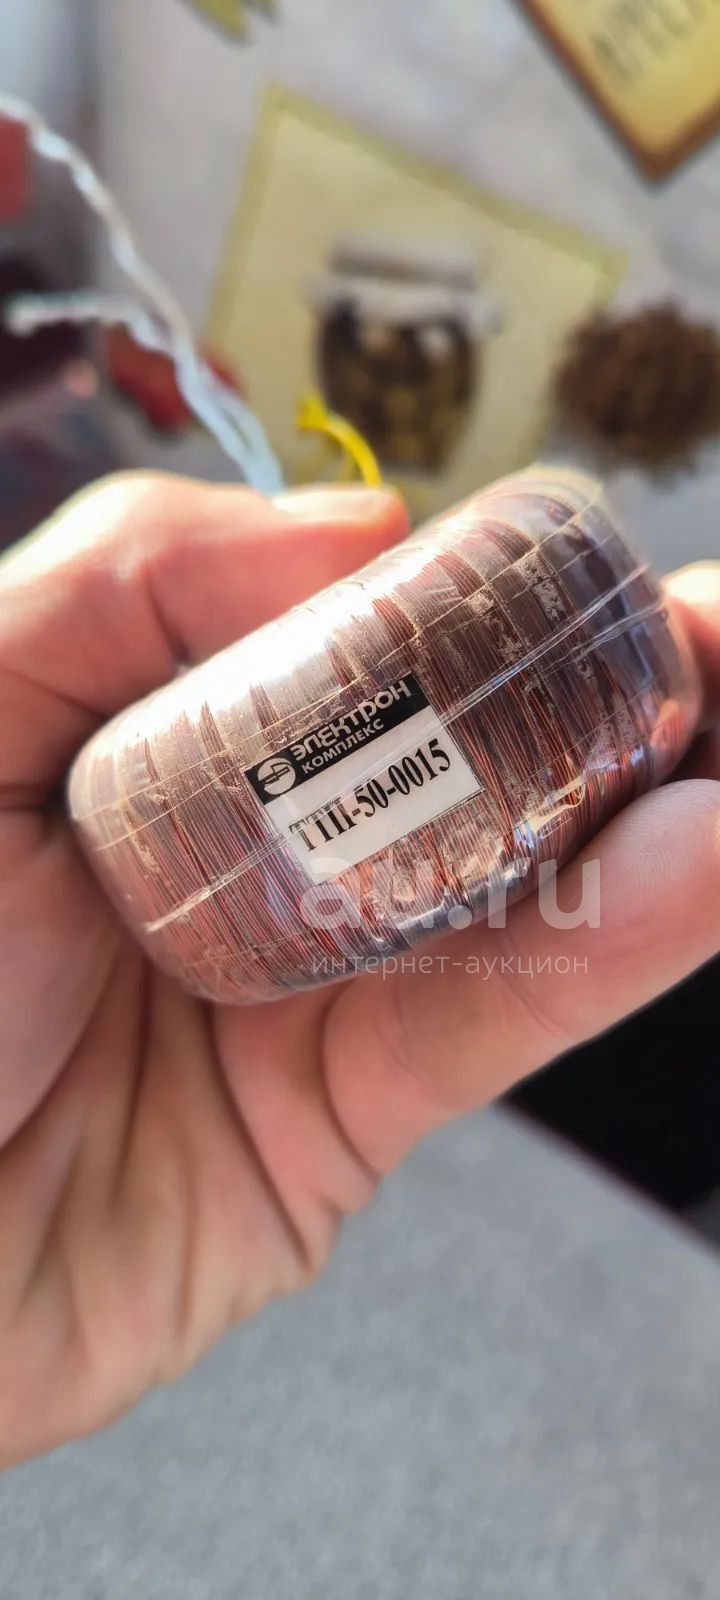 ЭЛЕКТРОН
КОМПЛЕКС
ТТП-50-0015
au.ru
интернет-аукцион